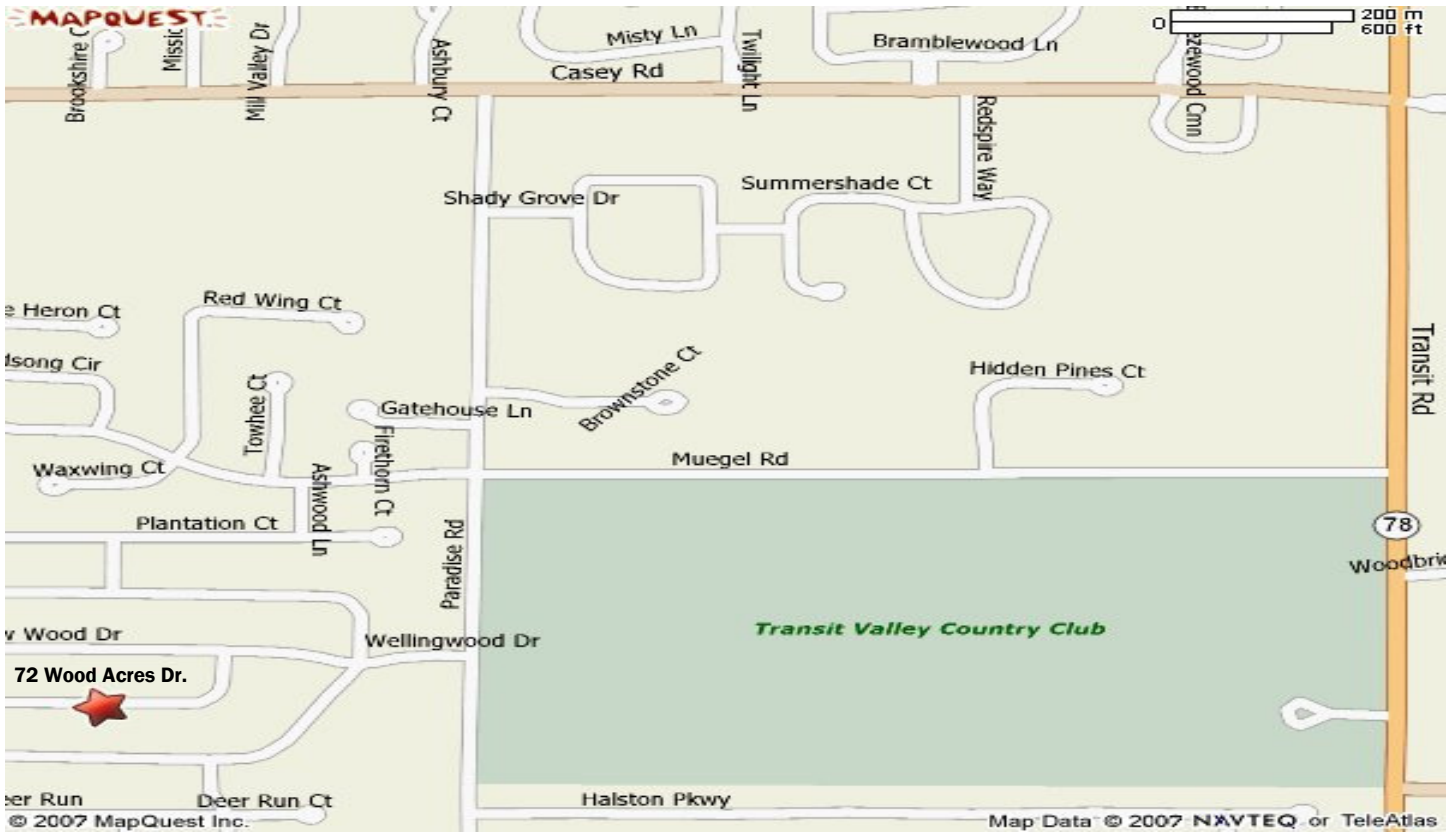 MAPQUEST
0
200 m
600 ft
Brookshire C
Missic
Mill Valley Dr
Ashbury Ct
Misty Ln
Twilight Ln
Bramblewood Ln
ezewood Cmn
Casey Rd
Redspire Way
Shady Grove Dr
Summershade Ct
e Heron Ct
Red Wing Ct
Transit Rd
dsong Cir
Towhee Ct
Gatehouse Ln
Brownstone Ct
Hidden Pines Ct
Firethorn Ct
Waxwing Ct
Ashwood Ln
Muegel Rd
Plantation Ct
Paradise Rd
78
Woodbri
w Wood Dr
Wellingwood Dr
Transit Valley Country Club
72 Wood Acres Dr.
er Run
Deer Run Ct
Halston Pkwy
© 2007 MapQuest Inc.
Map Data © 2007 NAVTEQ or TeleAtlas